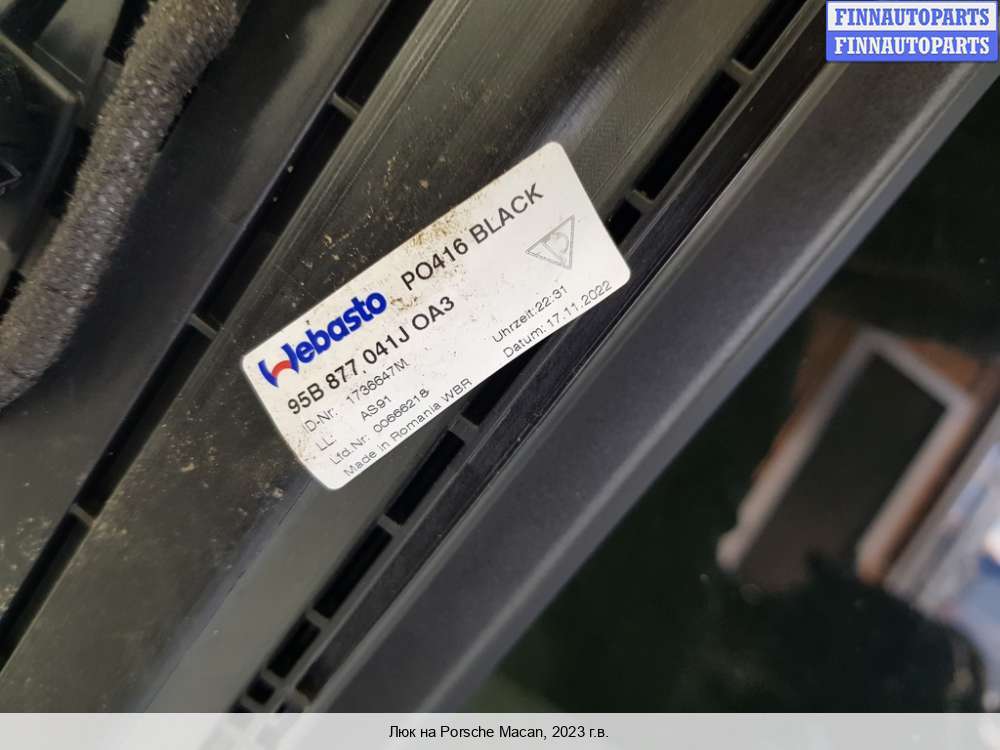 FINNAUTOPARTS
FINNAUTOPARTS
Webasto PO416 BLACK
95B 877.041J OA3
ID-Nr: 1736647M
LL: AS91
Lfd.Nr: 00666218
Made in Romania WBR
Uhrzeit:22:31
Datum:17.11.2022
Люк на Porsche Macan, 2023 г.в.